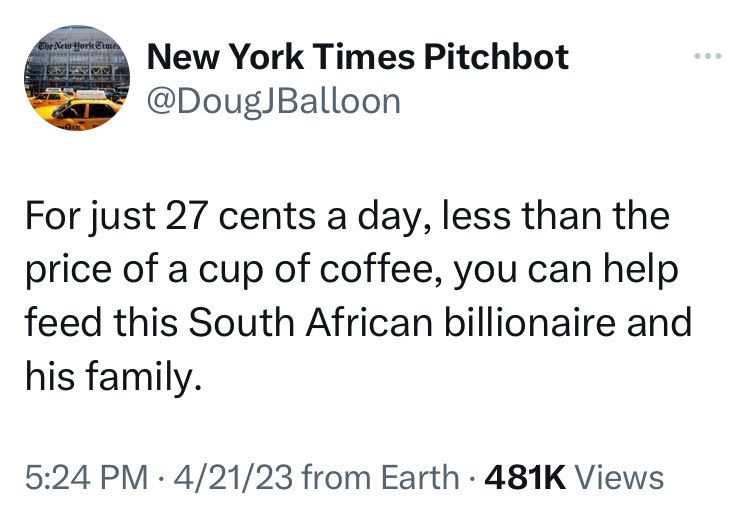 The New York Times
New York Times Pitchbot
@DougJBalloon
For just 27 cents a day, less than the
price of a cup of coffee, you can help
feed this South African billionaire and
his family.
5:24 PM · 4/21/23 from Earth · 481K Views